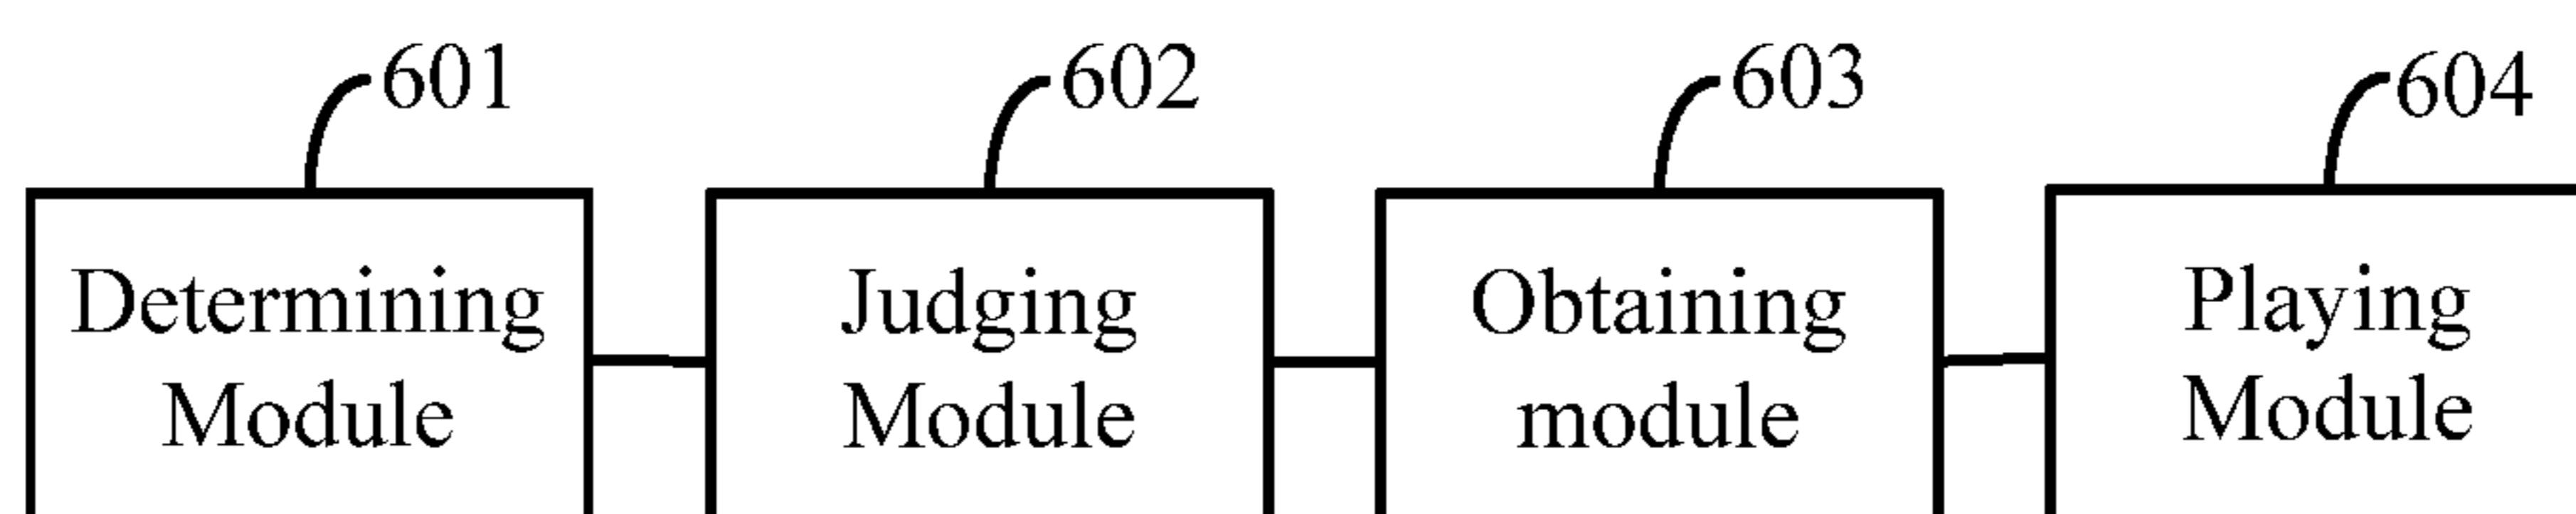 601
602
603
604
Determining
Module
Judging
Module
Obtaining
module
Playing
Module